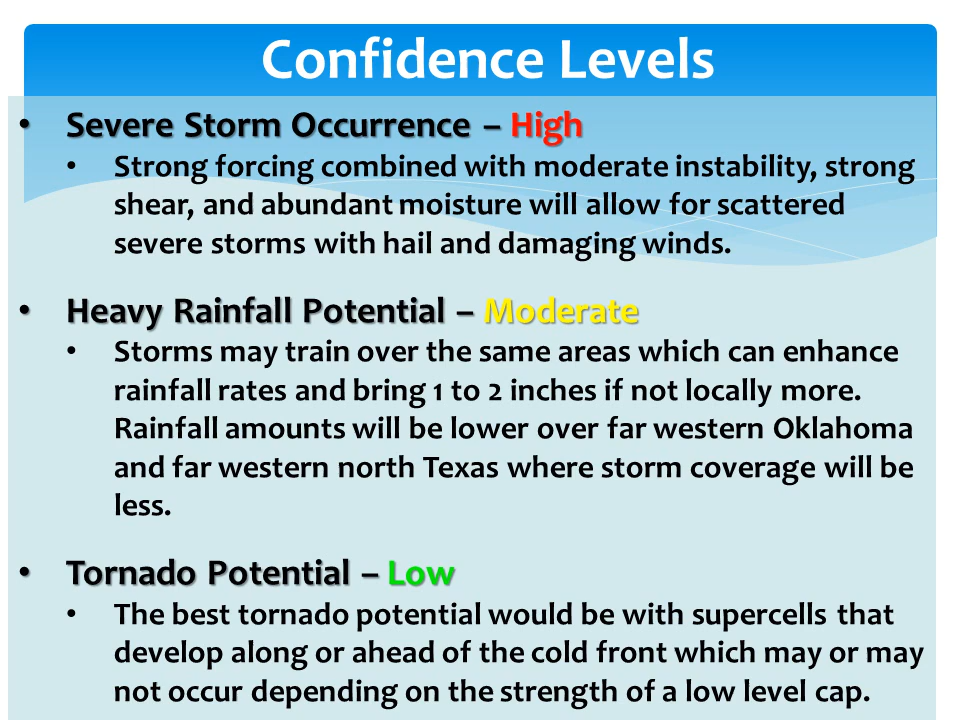 Confidence Levels
• Severe Storm Occurrence – High
• Strong forcing combined with moderate instability, strong
shear, and abundant moisture will allow for scattered
severe storms with hail and damaging winds.
• Heavy Rainfall Potential – Moderate
• Storms may train over the same areas which can enhance
rainfall rates and bring 1 to 2 inches if not locally more.
Rainfall amounts will be lower over far western Oklahoma
and far western north Texas where storm coverage will be
less.
• Tornado Potential – Low
• The best tornado potential would be with supercells that
develop along or ahead of the cold front which may or may
not occur depending on the strength of a low level cap.